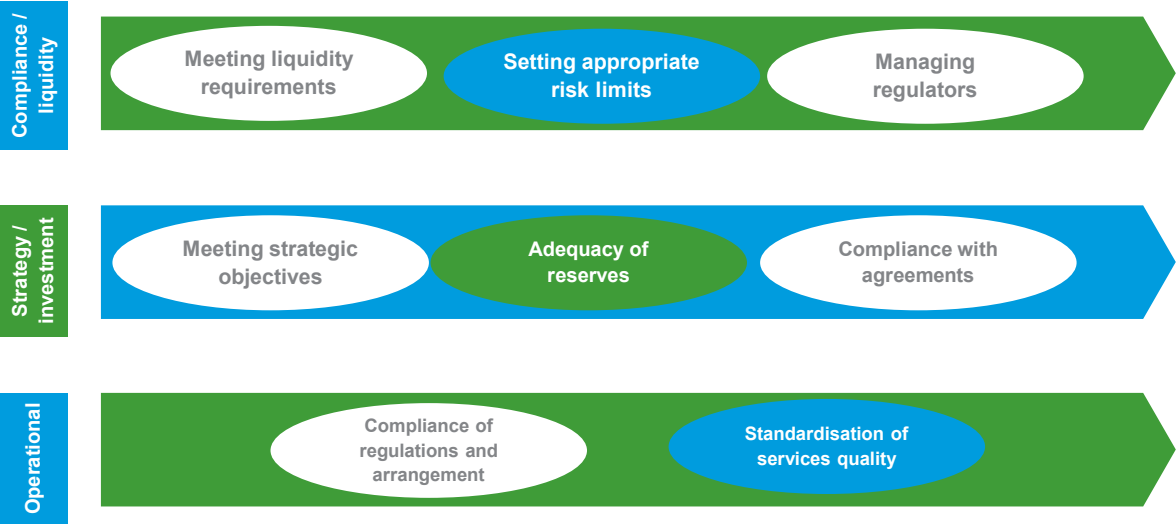 Compliance /
liquidity
Meeting liquidity
requirements
Setting appropriate
risk limits
Managing
regulators
Strategy /
investment
Meeting strategic
objectives
Adequacy of
reserves
Compliance with
agreements
Operational
Compliance of
regulations and
arrangement
Standardisation of
services quality